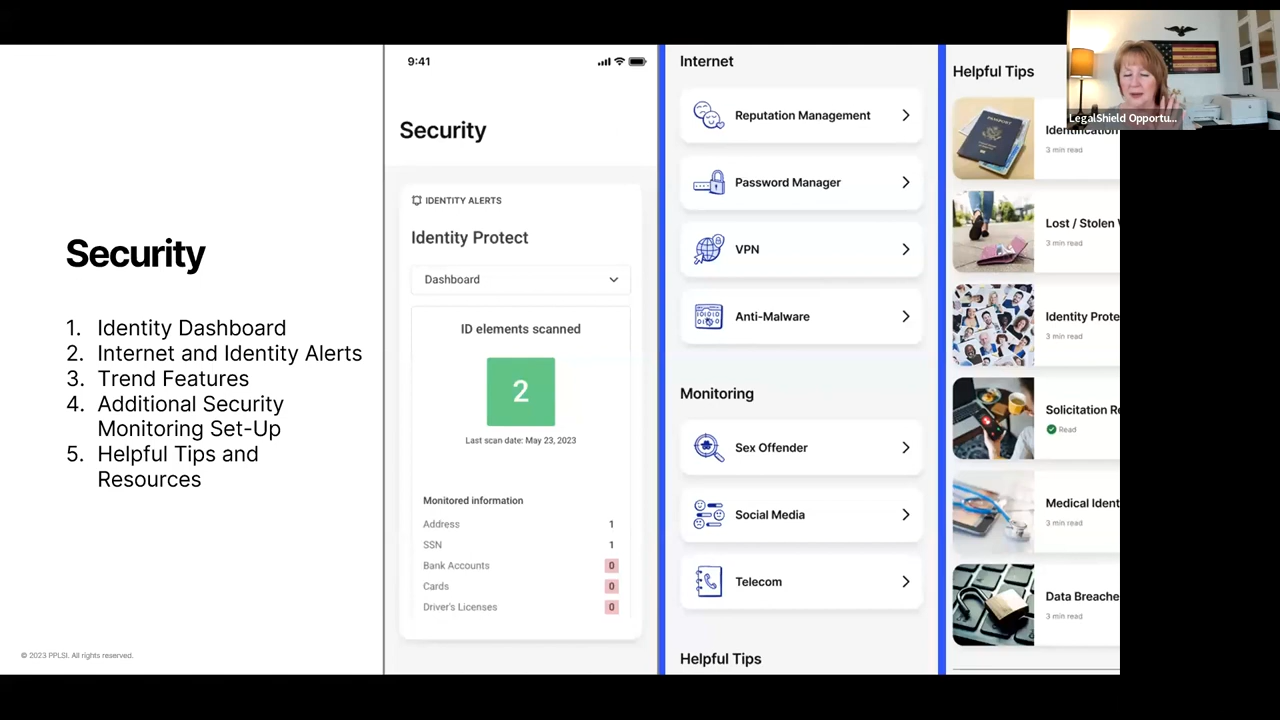 Security
1. Identity Dashboard
2. Internet and Identity Alerts
3. Trend Features
4. Additional Security
Monitoring Set-Up
5. Helpful Tips and
Resources
© 2023 PPLSI. All rights reserved.
9:41
Security
IDENTITY ALERTS
Identity Protect
Dashboard
ID elements scanned
2
Last scan date: May 23, 2023
Monitored information
Address 1
SSN 1
Bank Accounts 0
Cards 0
Driver's Licenses 0
Internet
Reputation Management
Password Manager
VPN
Anti-Malware
Monitoring
Sex Offender
Social Media
Telecom
Helpful Tips
Helpful Tips
PASSPORT
Identification
3 min read
Lost / Stolen
3 min read
Identity Prote
3 min read
Solicitation Re
Read
Medical Ident
3 min read
Data Breache
3 min read
LegalShield Opportu...